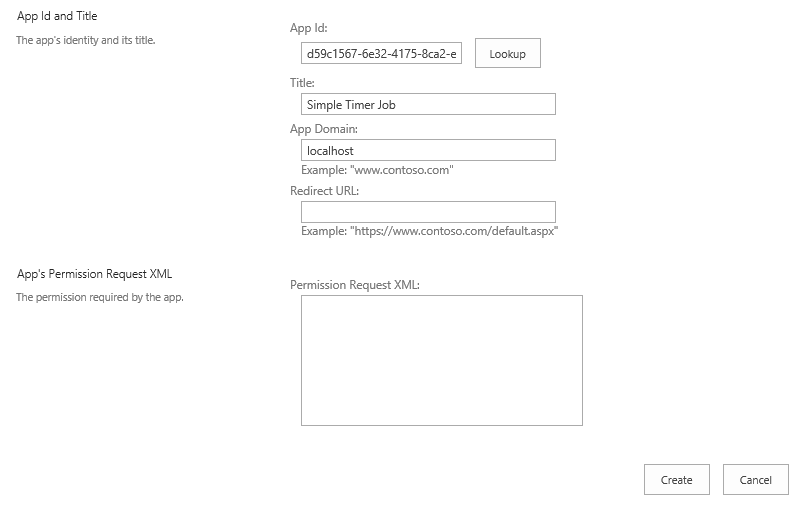 App Id and Title
The app's identity and its title.
App Id:
d59c1567-6e32-4175-8ca2-e
Lookup
Title:
Simple Timer Job
App Domain:
localhost
Example: "www.contoso.com"
Redirect URL:
Example: "https://www.contoso.com/default.aspx"
App's Permission Request XML
The permission required by the app.
Permission Request XML:
Create
Cancel